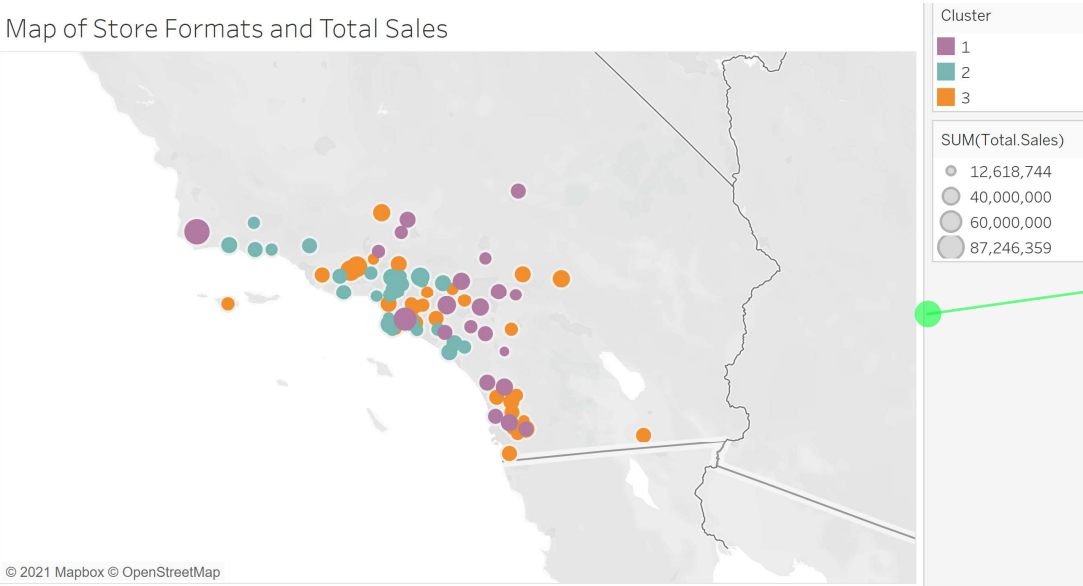 Map of Store Formats and Total Sales
Cluster
1
2
3
SUM(Total.Sales)
12,618,744
40,000,000
60,000,000
87,246,359
© 2021 Mapbox © OpenStreetMap